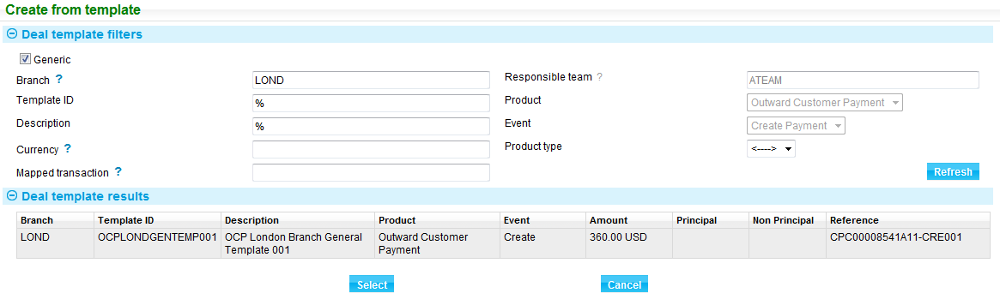 Create from template
Deal template filters
Generic
Branch ? LOND Responsible team ? ATEAM
Template ID % Product Outward Customer Payment
Description % Event Create Payment
Currency ? Product type <---->
Mapped transaction ?
Refresh
Deal template results
Branch Template ID Description Product Event Amount Principal Non Principal Reference
LOND OCPLONDGENTEMP001 OCP London Branch General Outward Customer Create 360.00 USD CPC00008541A11-CRE001
Template 001 Payment
Select Cancel